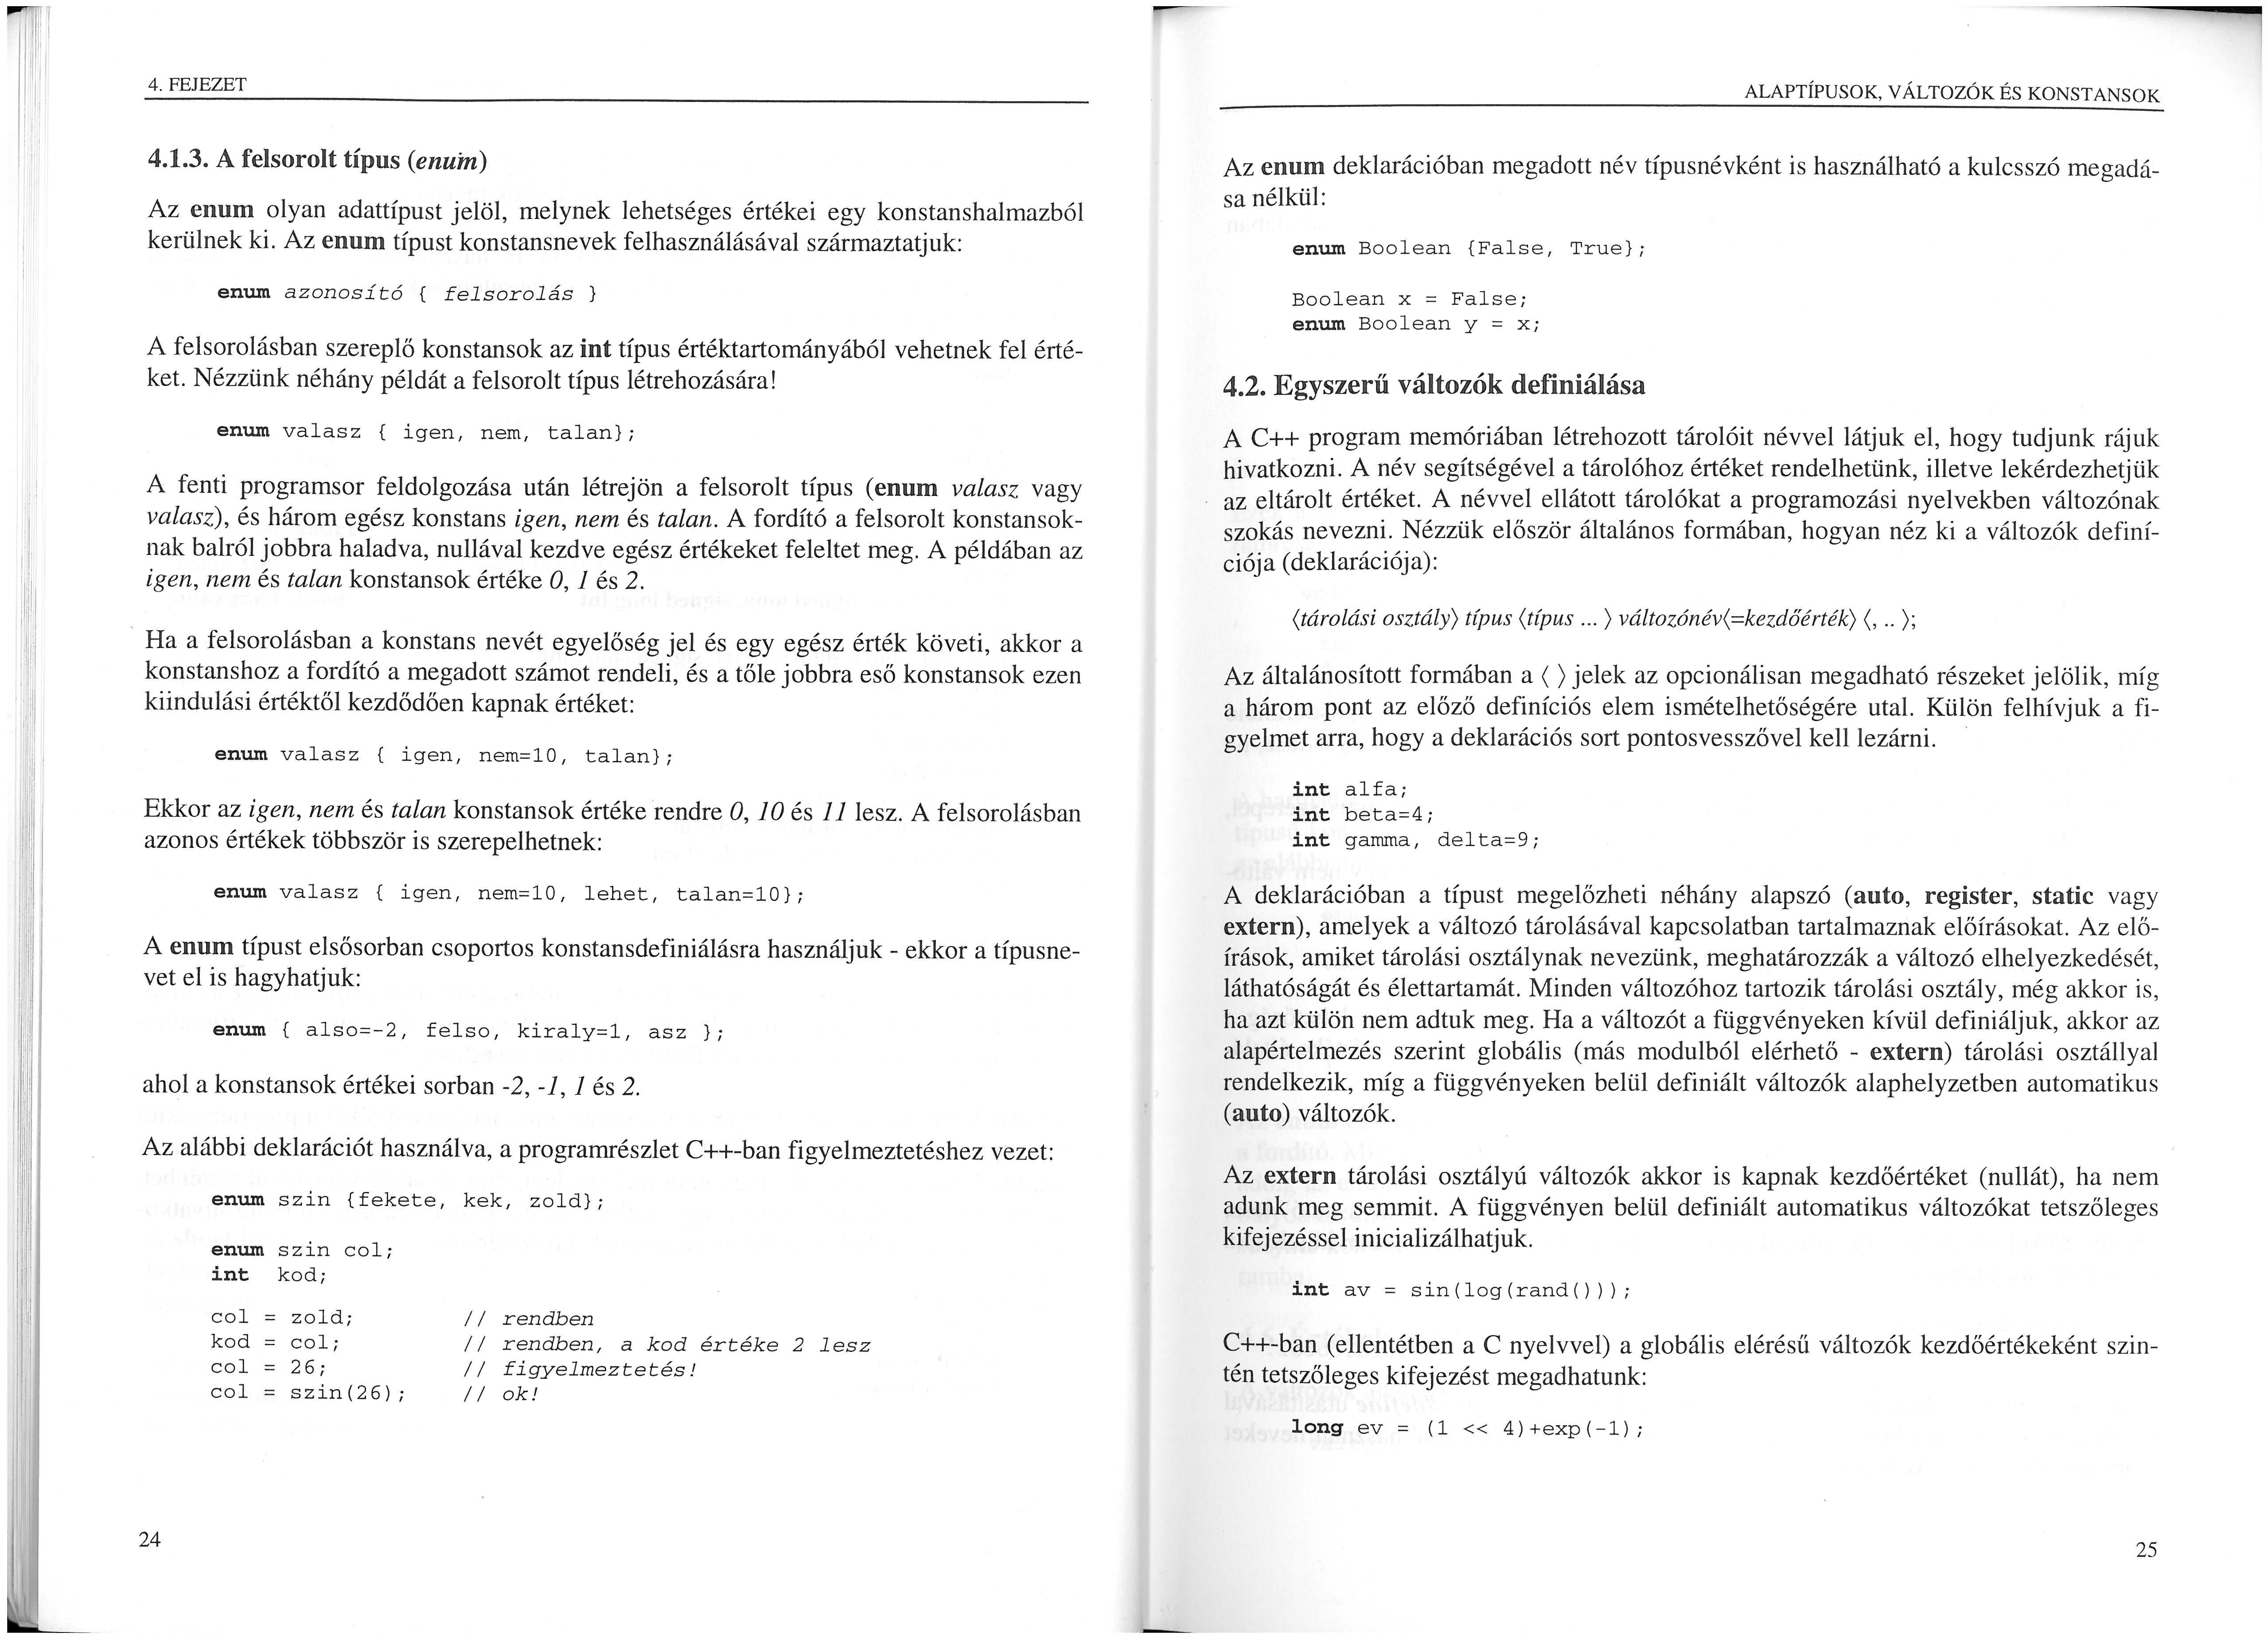 4. FEJEZET
4.1.3. A felsorolt típus (enum)
Az enum olyan adattípust jelöl, melynek lehetséges értékei egy konstanshalmazból
kerülnek ki. Az enum típust konstansnevek felhasználásával származtatjuk:
enum azonosító { felsorolás }
A felsorolásban szereplő konstansok az int típus értéktartományából vehetnek fel érté-
ket. Nézzünk néhány példát a felsorolt típus létrehozására!
enum valasz { igen, nem, talan};
A fenti programsor feldolgozása után létrejön a felsorolt típus (enum valasz vagy
valasz), és három egész konstans igen, nem és talan. A fordító a felsorolt konstansok-
nak balról jobbra haladva, nullával kezdve egész értékeket feleltet meg. A példában az
igen, nem és talan konstansok értéke 0, 1 és 2.
Ha a felsorolásban a konstans nevét egyelőség jel és egy egész érték követi, akkor a
konstanshoz a fordító a megadott számot rendeli, és a tőle jobbra eső konstansok ezen
kiindulási értéktől kezdődően kapnak értéket:
enum valasz { igen, nem=10, talan};
Ekkor az igen, nem és talan konstansok értéke rendre 0, 10 és 11 lesz. A felsorolásban
azonos értékek többször is szerepelhetnek:
enum valasz { igen, nem=10, lehet, talan=10};
A enum típust elsősorban csoportos konstansdefiniálásra használjuk - ekkor a típusne-
vet el is hagyhatjuk:
enum { also=-2, felso, kiraly=1, asz };
ahol a konstansok értékei sorban -2, -1, 1 és 2.
Az alábbi deklarációt használva, a programrészlet C++-ban figyelmeztetéshez vezet:
enum szin {fekete, kek, zold};
enum szin col;
int kod;
col = zold; // rendben
kod = col; // rendben, a kod értéke 2 lesz
col = 26; // figyelmeztetés!
col = szin(26); // ok!
24
ALAPTÍPUSOK, VÁLTOZÓK ÉS KONSTANSOK
Az enum deklarációban megadott név típusnévként is használható a kulcsszó megadá-
sa nélkül:
enum Boolean {False, True};
Boolean x = False;
enum Boolean y = x;
4.2. Egyszerű változók definiálása
A C++ program memóriában létrehozott tárolóit névvel látjuk el, hogy tudjunk rájuk
hivatkozni. A név segítségével a tárolóhoz értéket rendelhetünk, illetve lekérdezhetjük
az eltárolt értéket. A névvel ellátott tárolókat a programozási nyelvekben változónak
szokás nevezni. Nézzük először általános formában, hogyan néz ki a változók definí-
ciója (deklarációja):
⟨tárolási osztály⟩ típus ⟨típus ... ⟩ változónév⟨=kezdőérték⟩ ⟨, .. ⟩;
Az általánosított formában a ⟨ ⟩ jelek az opcionálisan megadható részeket jelölik, míg
a három pont az előző definíciós elem ismételhetőségére utal. Külön felhívjuk a fi-
gyelmet arra, hogy a deklarációs sort pontosvesszővel kell lezárni.
int alfa;
int beta=4;
int gamma, delta=9;
A deklarációban a típust megelőzheti néhány alapszó (auto, register, static vagy
extern), amelyek a változó tárolásával kapcsolatban tartalmaznak előírásokat. Az elő-
írások, amiket tárolási osztálynak nevezünk, meghatározzák a változó elhelyezkedését,
láthatóságát és élettartamát. Minden változóhoz tartozik tárolási osztály, még akkor is,
ha azt külön nem adtuk meg. Ha a változót a függvényeken kívül definiáljuk, akkor az
alapértelmezés szerint globális (más modulból elérhető - extern) tárolási osztállyal
rendelkezik, míg a függvényeken belül definiált változók alaphelyzetben automatikus
(auto) változók.
Az extern tárolási osztályú változók akkor is kapnak kezdőértéket (nullát), ha nem
adunk meg semmit. A függvényen belül definiált automatikus változókat tetszőleges
kifejezéssel inicializálhatjuk.
int av = sin(log(rand()));
C++-ban (ellentétben a C nyelvvel) a globális elérésű változók kezdőértékeként szin-
tén tetszőleges kifejezést megadhatunk:
long ev = (1 << 4)+exp(-1);
25